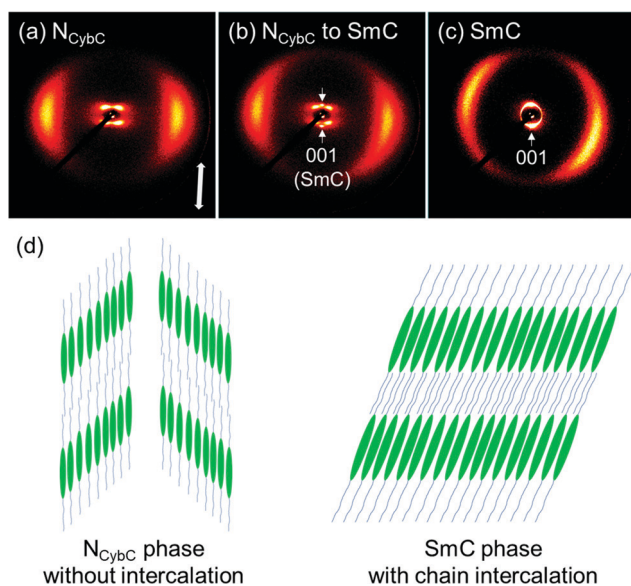 (a) NCybC
(b) NCybC to SmC
(c) SmC
001
(SmC)
001
(d)
NCybC phase
without intercalation
SmC phase
with chain intercalation